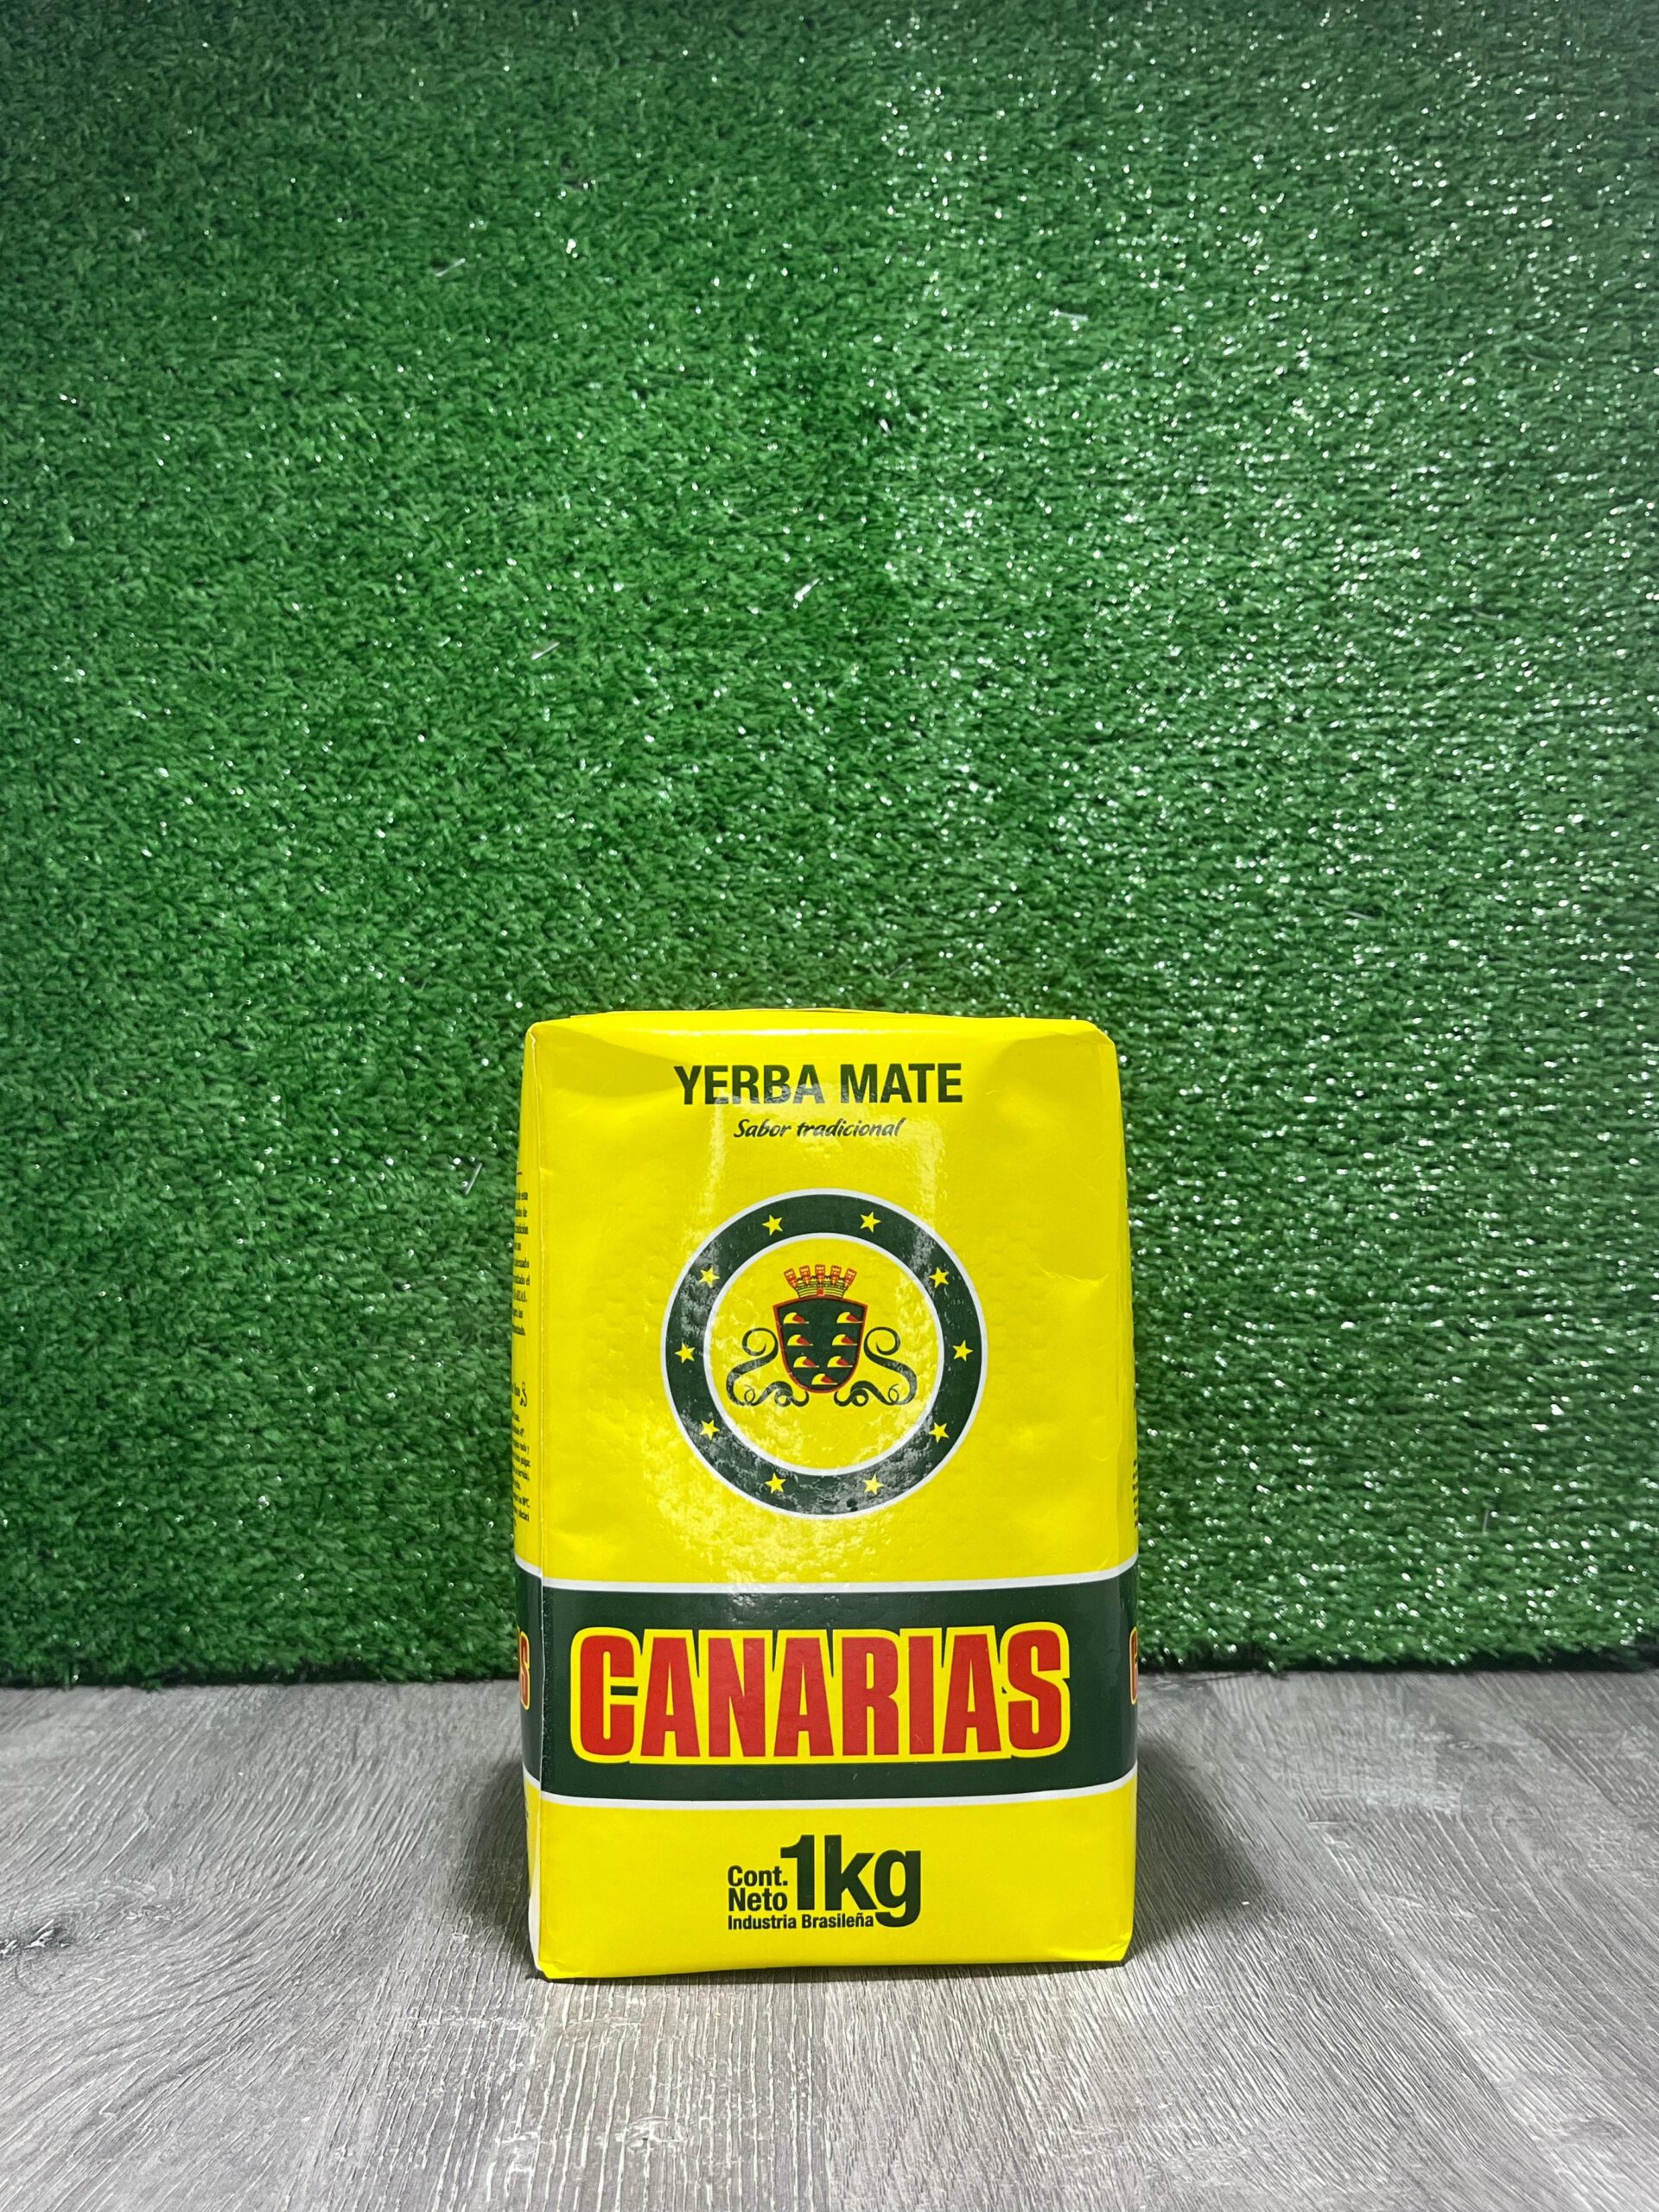 YERBA MATE
Sabor tradicional
CANARIAS
Cont.
Neto 1kg
Industria Brasileña